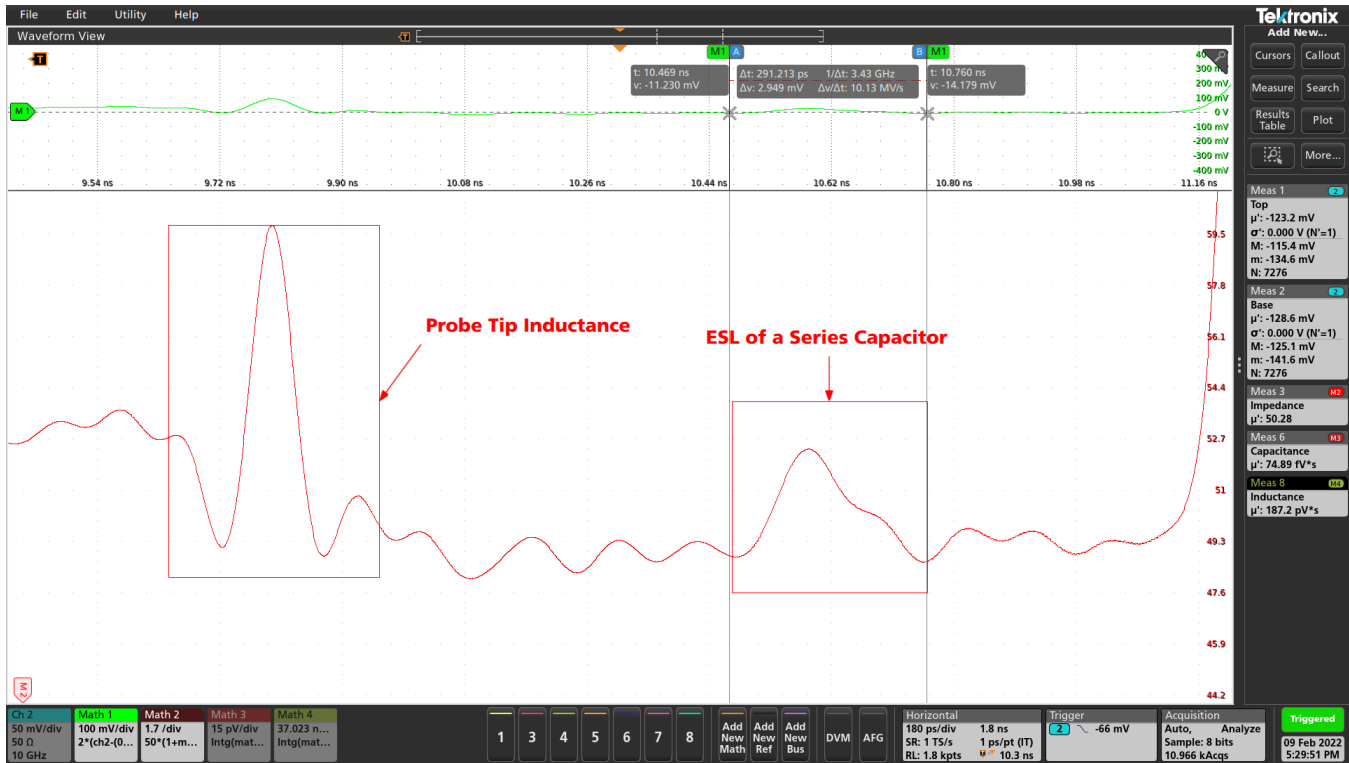 File Edit Utility Help
Tektronix
Waveform View
Add New...
T
M1 A
B M1
300 mV
200 mV
100 mV
0 V
-100 mV
-200 mV
-300 mV
-400 mV
t: 10.469 ns
v: -11.230 mV
Δt: 291.213 ps 1/Δt: 3.43 GHz
Δv: 2.949 mV Δv/Δt: 10.13 MV/s
t: 10.760 ns
v: -14.179 mV
M 1
9.54 ns 9.72 ns 9.90 ns 10.08 ns 10.26 ns 10.44 ns 10.62 ns 10.80 ns 10.98 ns 11.16 ns
59.5
57.8
56.1
54.4
52.7
51
49.3
47.6
45.9
44.2
Probe Tip Inductance
ESL of a Series Capacitor
M 2
Cursors Callout
Measure Search
Results Table Plot
More...
Meas 1 2
Top
µ': -123.2 mV
σ': 0.000 V (N'=1)
M: -115.4 mV
m: -134.6 mV
N: 7276
Meas 2 2
Base
µ': -128.6 mV
σ': 0.000 V (N'=1)
M: -125.1 mV
m: -141.6 mV
N: 7276
Meas 3 M2
Impedance
µ': 50.28
Meas 6 M3
Capacitance
µ': 74.89 fV*s
Meas 8 M4
Inductance
µ': 187.2 pV*s
Ch 2
50 mV/div
50 Ω
10 GHz
Math 1
100 mV/div
2*(ch2-(0...
Math 2
1.7 /div
50*(1+m...
Math 3
15 pV/div
Intg(mat...
Math 4
37.023 n...
Intg(mat...
1 3 4 5 6 7 8
Add New Math
Add New Ref
Add New Bus
DVM AFG
Horizontal
180 ps/div 1.8 ns
SR: 1 TS/s 1 ps/pt (IT)
RL: 1.8 kpts 10.3 ns
Trigger
2 -66 mV
Acquisition
Auto, Analyze
Sample: 8 bits
10.966 kAcqs
Triggered
09 Feb 2022
5:29:51 PM